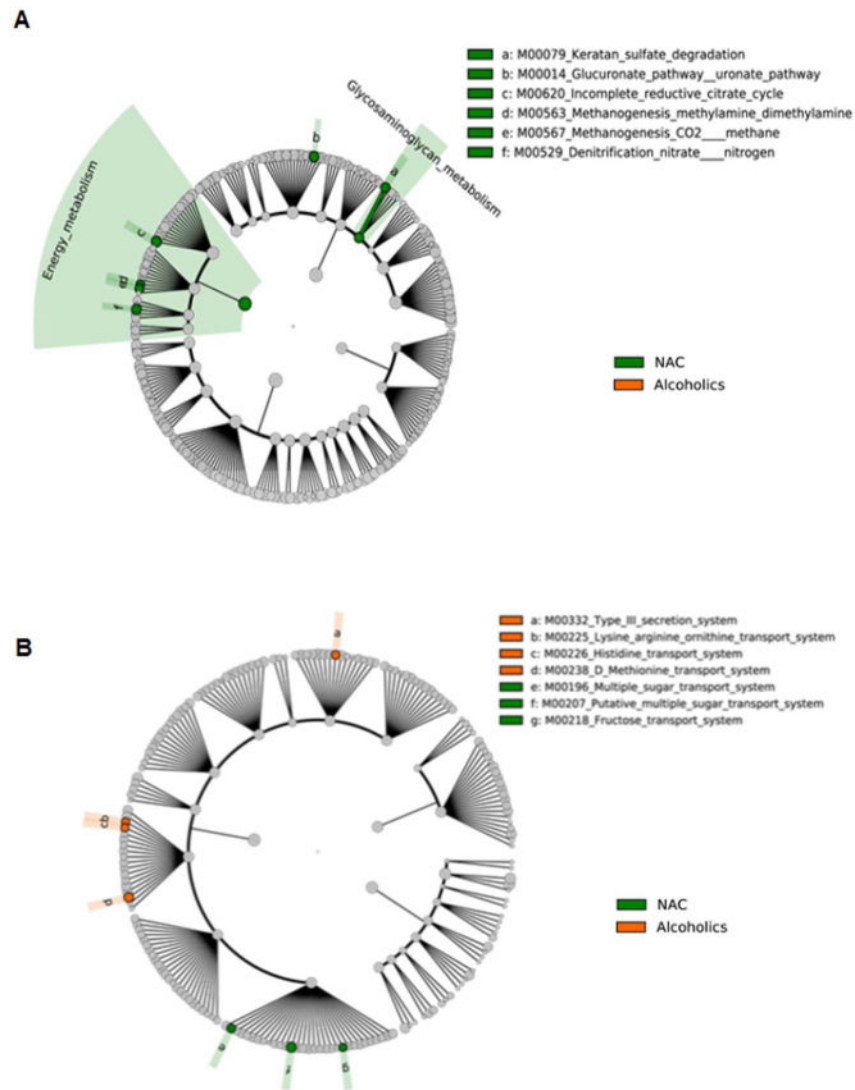 A
a: M00079_Keratan_sulfate_degradation
b: M00014_Glucuronate_pathway__uronate_pathway
c: M00620_Incomplete_reductive_citrate_cycle
d: M00563_Methanogenesis_methylamine_dimethylamine
e: M00567_Methanogenesis_CO2____methane
f: M00529_Denitrification_nitrate____nitrogen
Glycosaminoglycan_metabolism
b
a
Energy_metabolism
c
ed
f
NAC
Alcoholics
B
a: M00332_Type_III_secretion_system
b: M00225_Lysine_arginine_ornithine_transport_system
c: M00226_Histidine_transport_system
d: M00238_D_Methionine_transport_system
e: M00196_Multiple_sugar_transport_system
f: M00207_Putative_multiple_sugar_transport_system
g: M00218_Fructose_transport_system
a
cb
d
NAC
Alcoholics
e
f
g